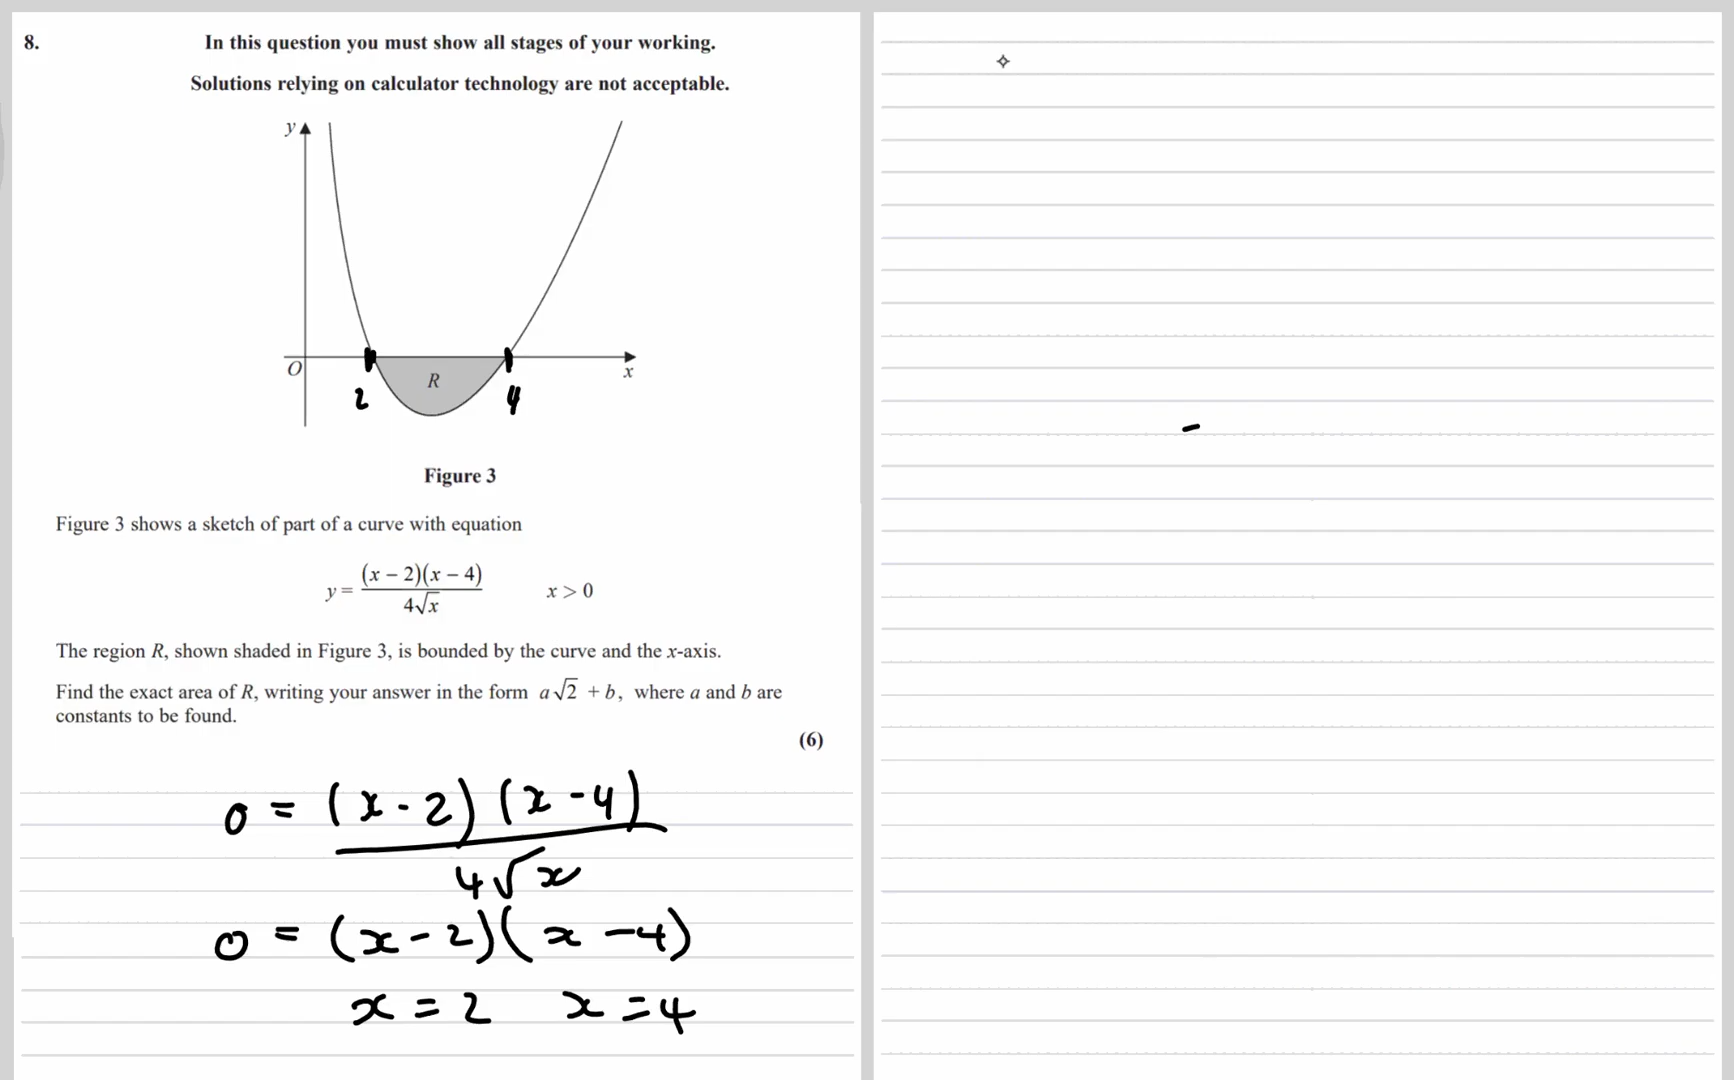 8. In this question you must show all stages of your working.
Solutions relying on calculator technology are not acceptable.
y
O
R
x
2
4
Figure 3
Figure 3 shows a sketch of part of a curve with equation
y = (x – 2)(x – 4) / 4√x x > 0
The region R, shown shaded in Figure 3, is bounded by the curve and the x-axis.
Find the exact area of R, writing your answer in the form a√2 + b, where a and b are
constants to be found.
(6)
0 = (x - 2)(x - 4) / 4√x
0 = (x - 2)(x - 4)
x = 2 x = 4
-